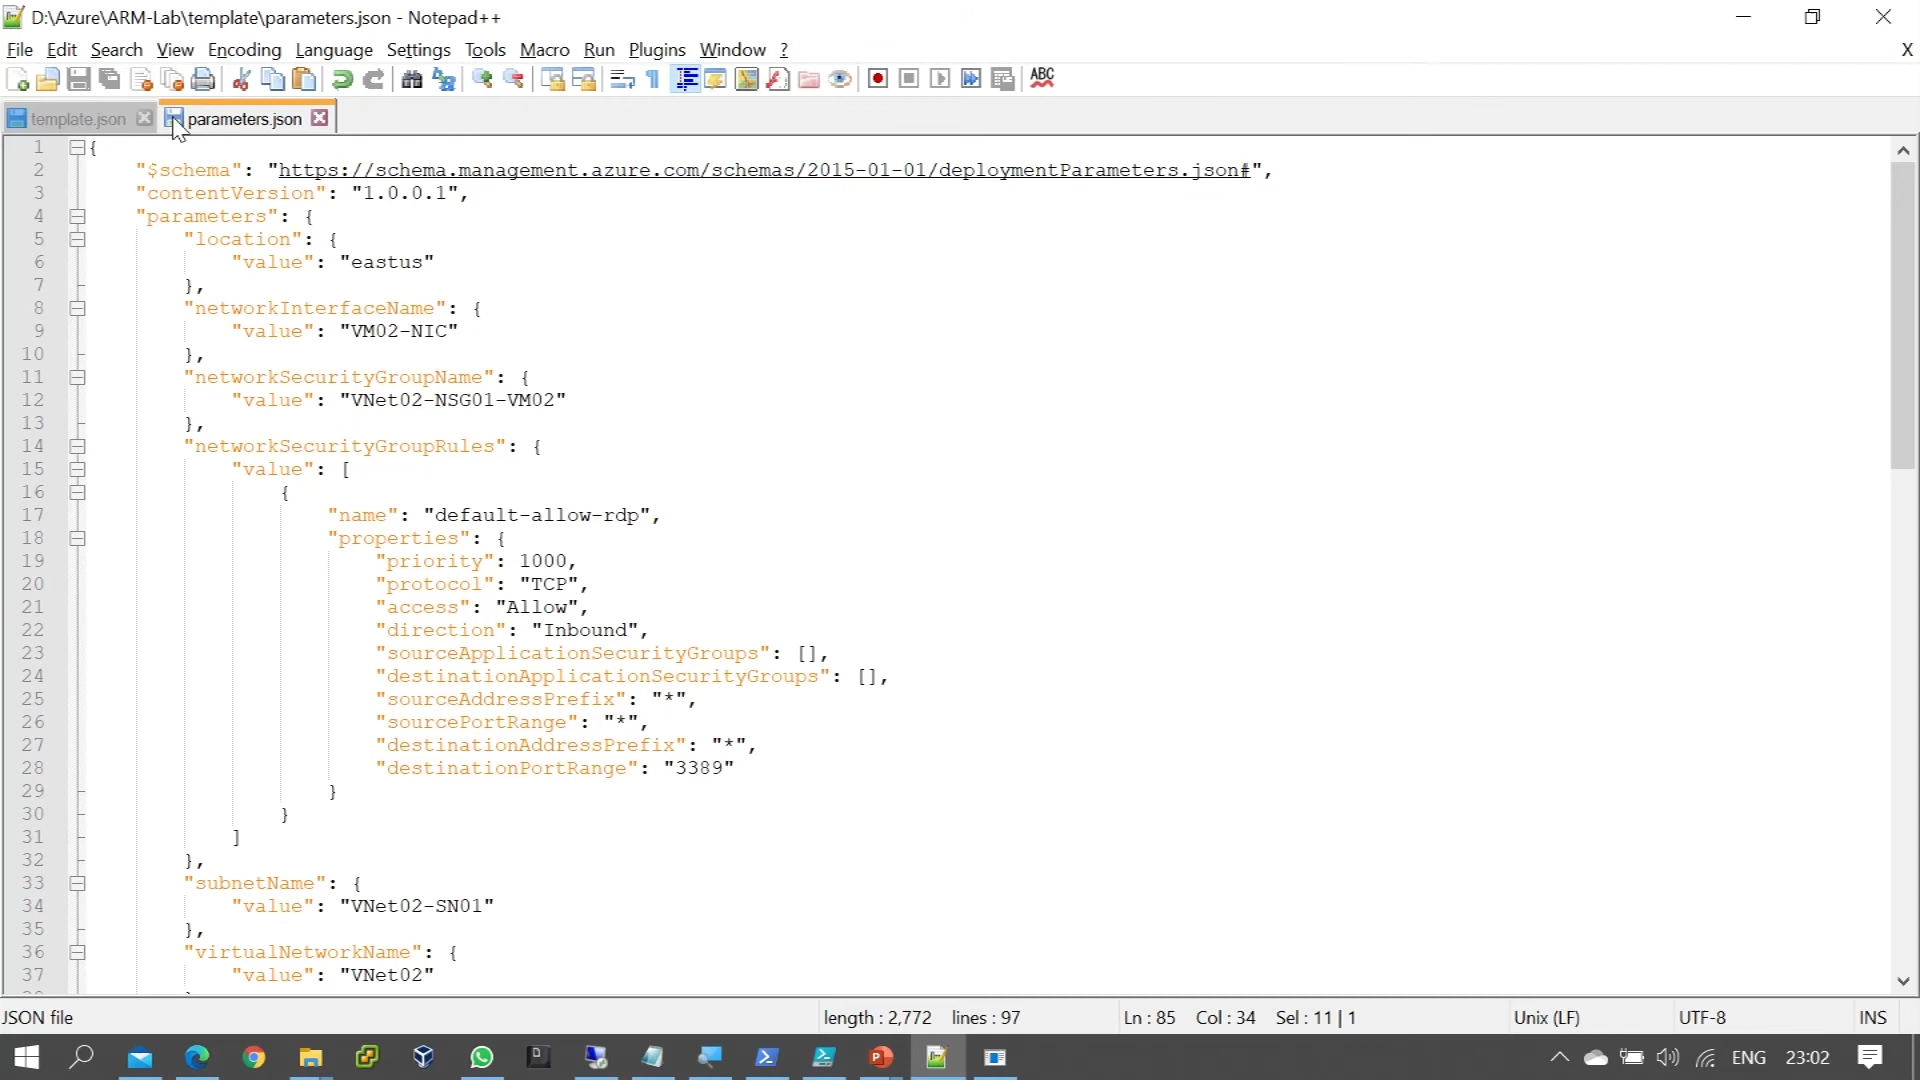 D:\Azure\ARM-Lab\template\parameters.json - Notepad++
File Edit Search View Encoding Language Settings Tools Macro Run Plugins Window ? X
ABC
template.json parameters.json
1 {
2 "$schema": "https://schema.management.azure.com/schemas/2015-01-01/deploymentParameters.json#",
3 "contentVersion": "1.0.0.1",
4 "parameters": {
5 "location": {
6 "value": "eastus"
7 },
8 "networkInterfaceName": {
9 "value": "VM02-NIC"
10 },
11 "networkSecurityGroupName": {
12 "value": "VNet02-NSG01-VM02"
13 },
14 "networkSecurityGroupRules": {
15 "value": [
16 {
17 "name": "default-allow-rdp",
18 "properties": {
19 "priority": 1000,
20 "protocol": "TCP",
21 "access": "Allow",
22 "direction": "Inbound",
23 "sourceApplicationSecurityGroups": [],
24 "destinationApplicationSecurityGroups": [],
25 "sourceAddressPrefix": "*",
26 "sourcePortRange": "*",
27 "destinationAddressPrefix": "*",
28 "destinationPortRange": "3389"
29 }
30 }
31 ]
32 },
33 "subnetName": {
34 "value": "VNet02-SN01"
35 },
36 "virtualNetworkName": {
37 "value": "VNet02"
JSON file length : 2,772 lines : 97 Ln : 85 Col : 34 Sel : 11 | 1 Unix (LF) UTF-8 INS
ENG 23:02